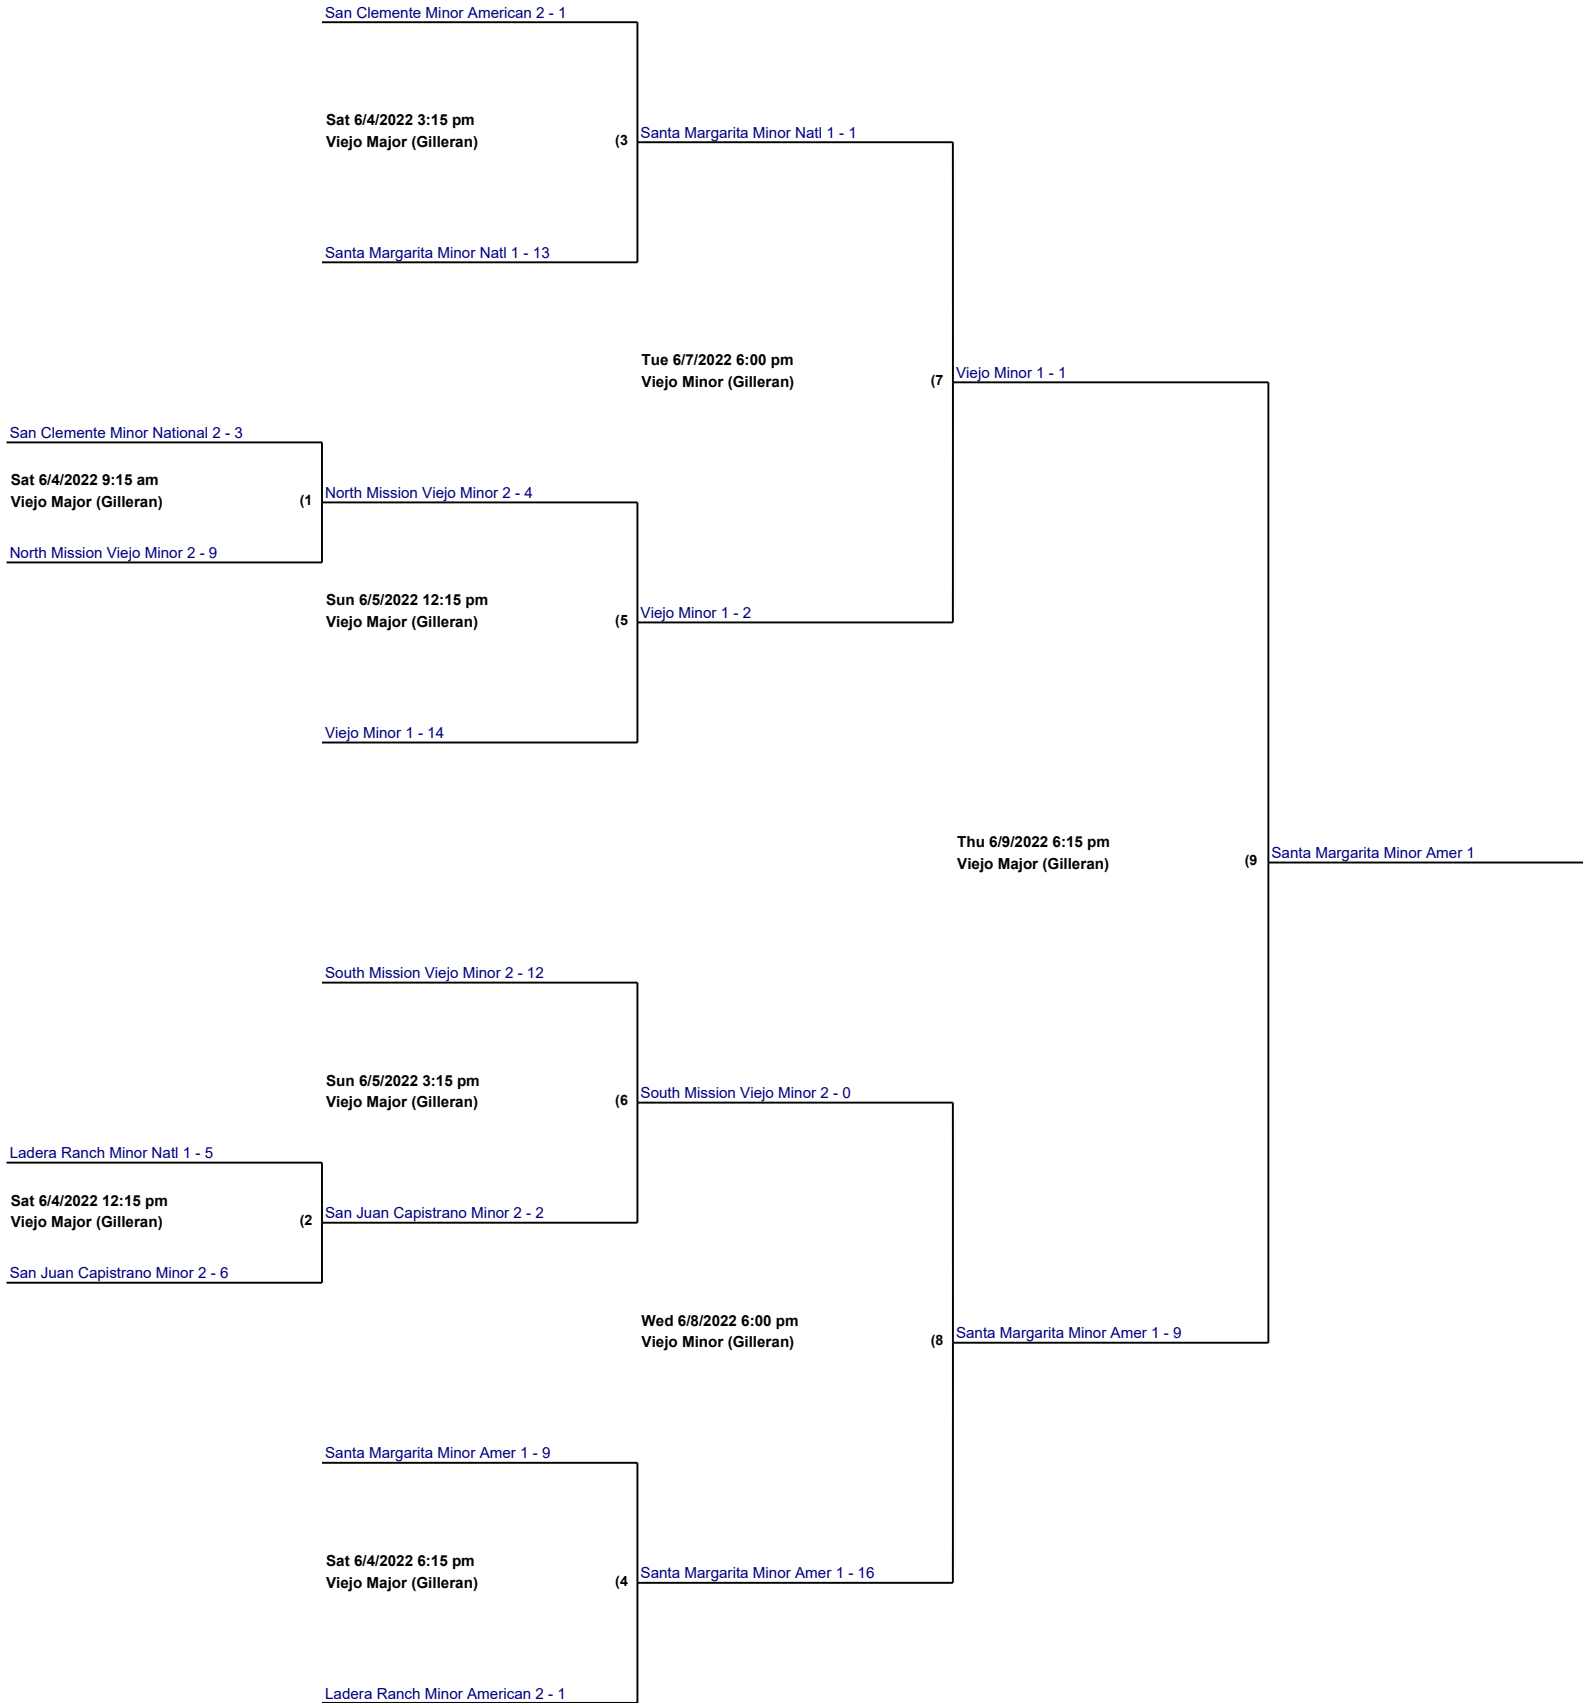 San Clemente Minor American 2 - 1
Sat 6/4/2022 3:15 pm
Viejo Major (Gilleran)
(3
Santa Margarita Minor Natl 1 - 1
Santa Margarita Minor Natl 1 - 13
Tue 6/7/2022 6:00 pm
Viejo Minor (Gilleran)
(7
Viejo Minor 1 - 1
San Clemente Minor National 2 - 3
Sat 6/4/2022 9:15 am
Viejo Major (Gilleran)
(1
North Mission Viejo Minor 2 - 4
North Mission Viejo Minor 2 - 9
Sun 6/5/2022 12:15 pm
Viejo Major (Gilleran)
(5
Viejo Minor 1 - 2
Viejo Minor 1 - 14
Thu 6/9/2022 6:15 pm
Viejo Major (Gilleran)
(9
Santa Margarita Minor Amer 1
South Mission Viejo Minor 2 - 12
Sun 6/5/2022 3:15 pm
Viejo Major (Gilleran)
(6
South Mission Viejo Minor 2 - 0
Ladera Ranch Minor Natl 1 - 5
Sat 6/4/2022 12:15 pm
Viejo Major (Gilleran)
(2
San Juan Capistrano Minor 2 - 2
San Juan Capistrano Minor 2 - 6
Wed 6/8/2022 6:00 pm
Viejo Minor (Gilleran)
(8
Santa Margarita Minor Amer 1 - 9
Santa Margarita Minor Amer 1 - 9
Sat 6/4/2022 6:15 pm
Viejo Major (Gilleran)
(4
Santa Margarita Minor Amer 1 - 16
Ladera Ranch Minor American 2 - 1